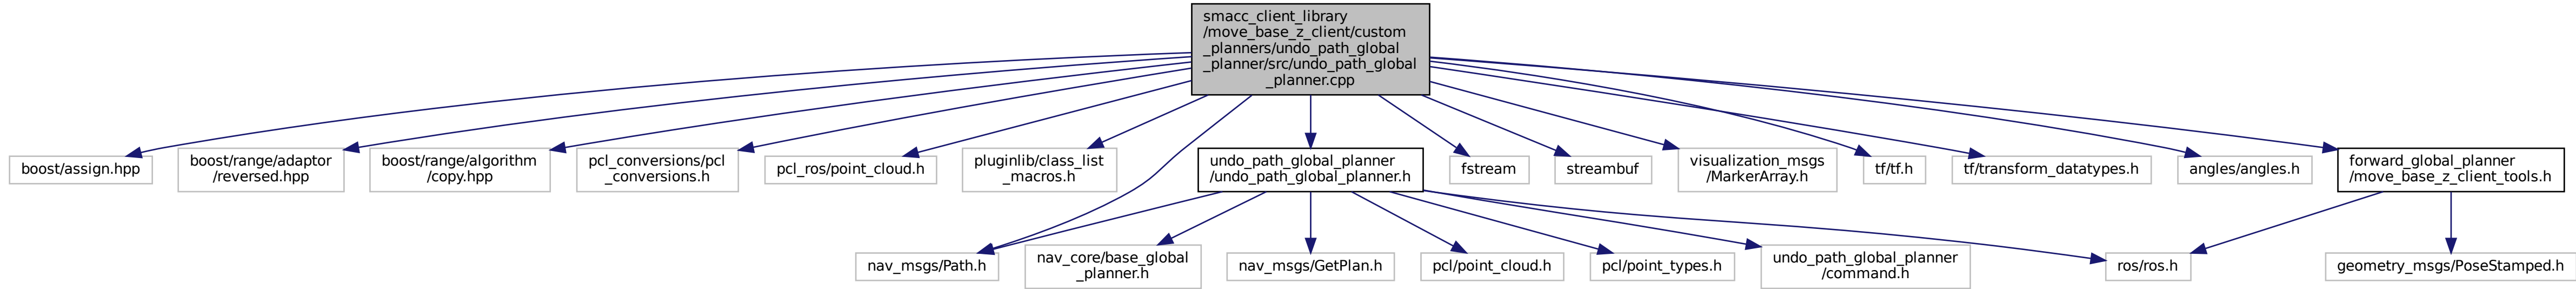 smacc_client_library
/move_base_z_client/custom
_planners/undo_path_global
_planner/src/undo_path_global
_planner.cpp
boost/assign.hpp
boost/range/adaptor
/reversed.hpp
boost/range/algorithm
/copy.hpp
pcl_conversions/pcl
_conversions.h
pcl_ros/point_cloud.h
pluginlib/class_list
_macros.h
undo_path_global_planner
/undo_path_global_planner.h
fstream
streambuf
visualization_msgs
/MarkerArray.h
tf/tf.h
tf/transform_datatypes.h
angles/angles.h
forward_global_planner
/move_base_z_client_tools.h
nav_msgs/Path.h
nav_core/base_global
_planner.h
nav_msgs/GetPlan.h
pcl/point_cloud.h
pcl/point_types.h
undo_path_global_planner
/command.h
ros/ros.h
geometry_msgs/PoseStamped.h